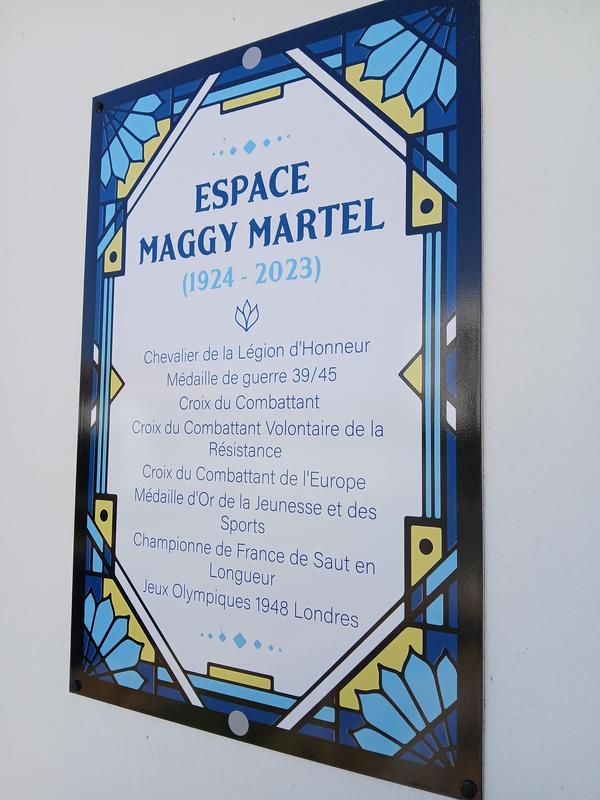 ESPACE
MAGGY MARTEL
(1924 - 2023)
Chevalier de la Légion d'Honneur
Médaille de guerre 39/45
Croix du Combattant
Croix du Combattant Volontaire de la
Résistance
Croix du Combattant de l'Europe
Médaille d'Or de la Jeunesse et des
Sports
Championne de France de Saut en
Longueur
Jeux Olympiques 1948 Londres